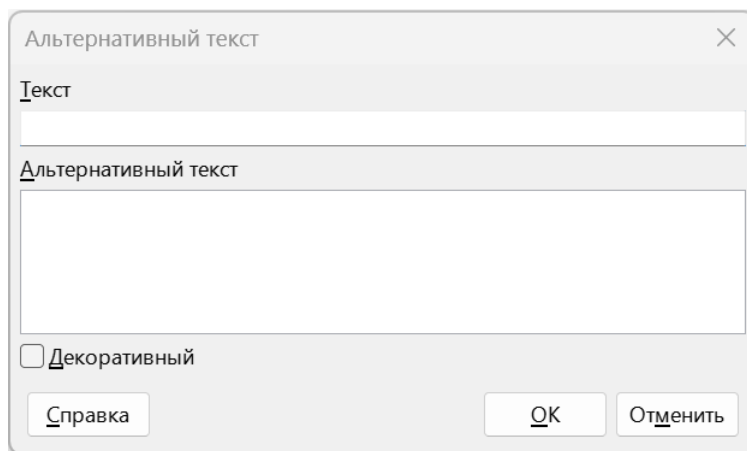 Альтернативный текст
Текст
Альтернативный текст
Декоративный
Справка OK Отменить